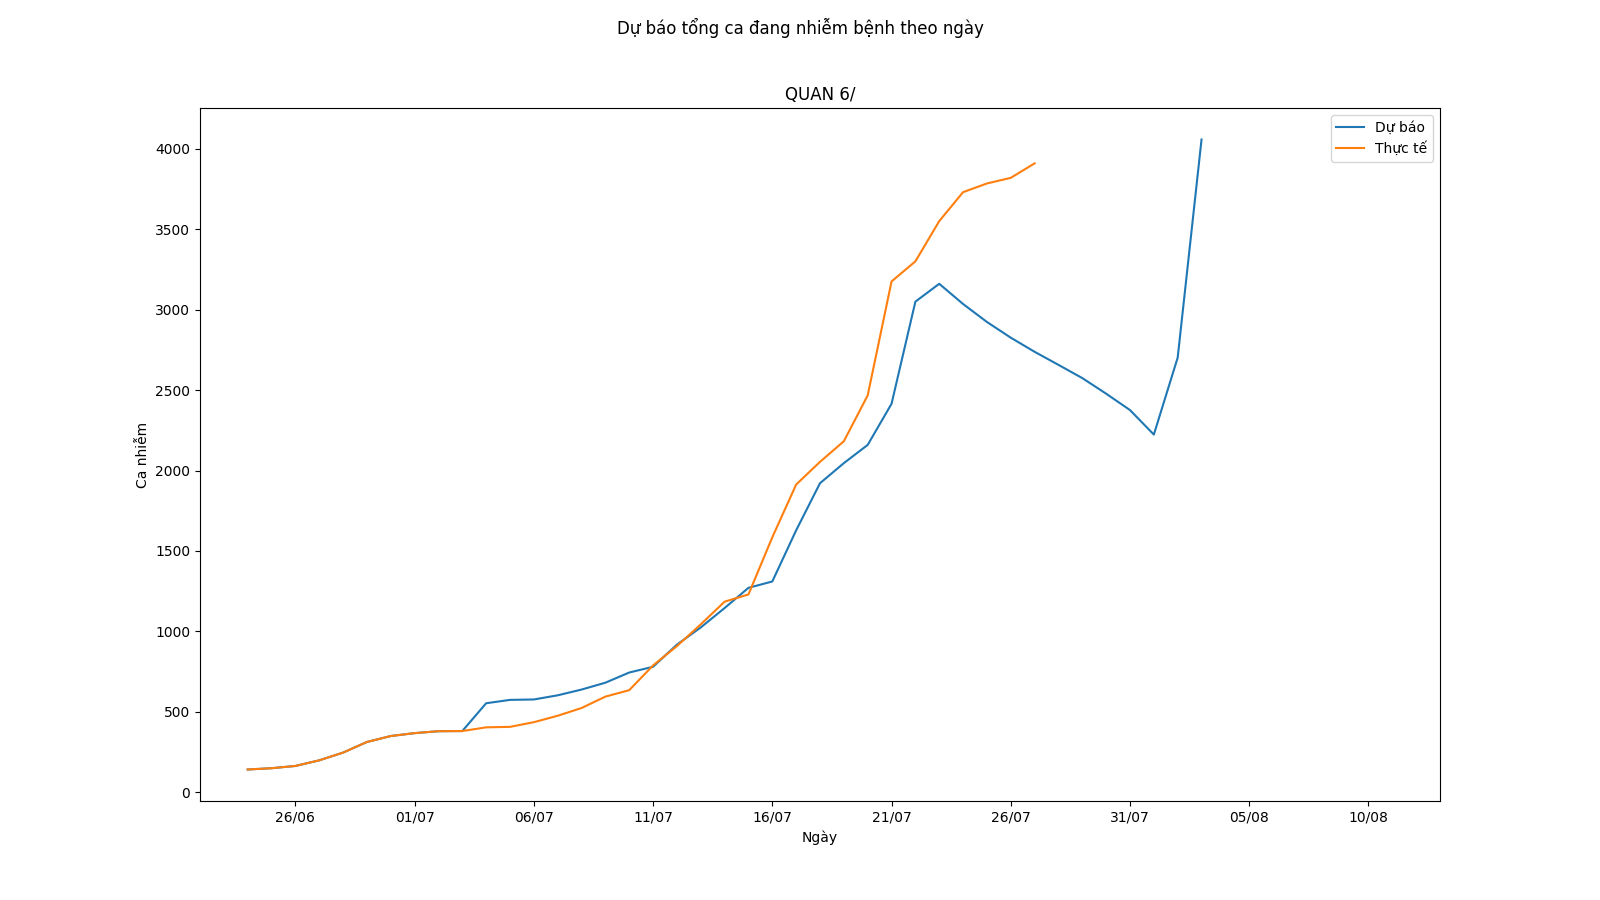 Dự báo tổng ca đang nhiễm bệnh theo ngày
QUAN 6/
Dự báo
Thực tế
4000
3500
3000
2500
2000
1500
1000
500
0
Ca nhiễm
26/06 01/07 06/07 11/07 16/07 21/07 26/07 31/07 05/08 10/08
Ngày